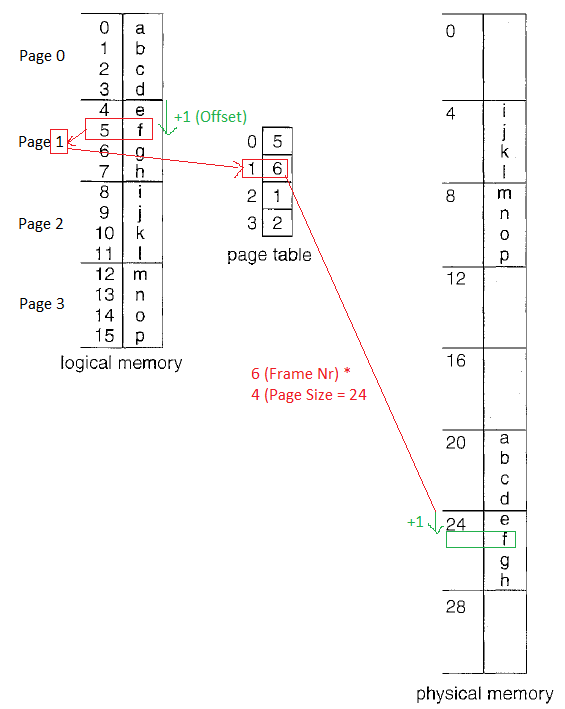 Page 0
0 a
1 b
2 c
3 d
Page 1
4 e
5 f
6 g
7 h
+1 (Offset)
Page 2
8 i
9 j
10 k
11 l
Page 3
12 m
13 n
14 o
15 p
logical memory
0 5
1 6
2 1
3 2
page table
6 (Frame Nr) *
4 (Page Size = 24
0
4 i
j
k
l
8 m
n
o
p
12
16
20 a
b
c
d
+1
24 e
f
g
h
28
physical memory